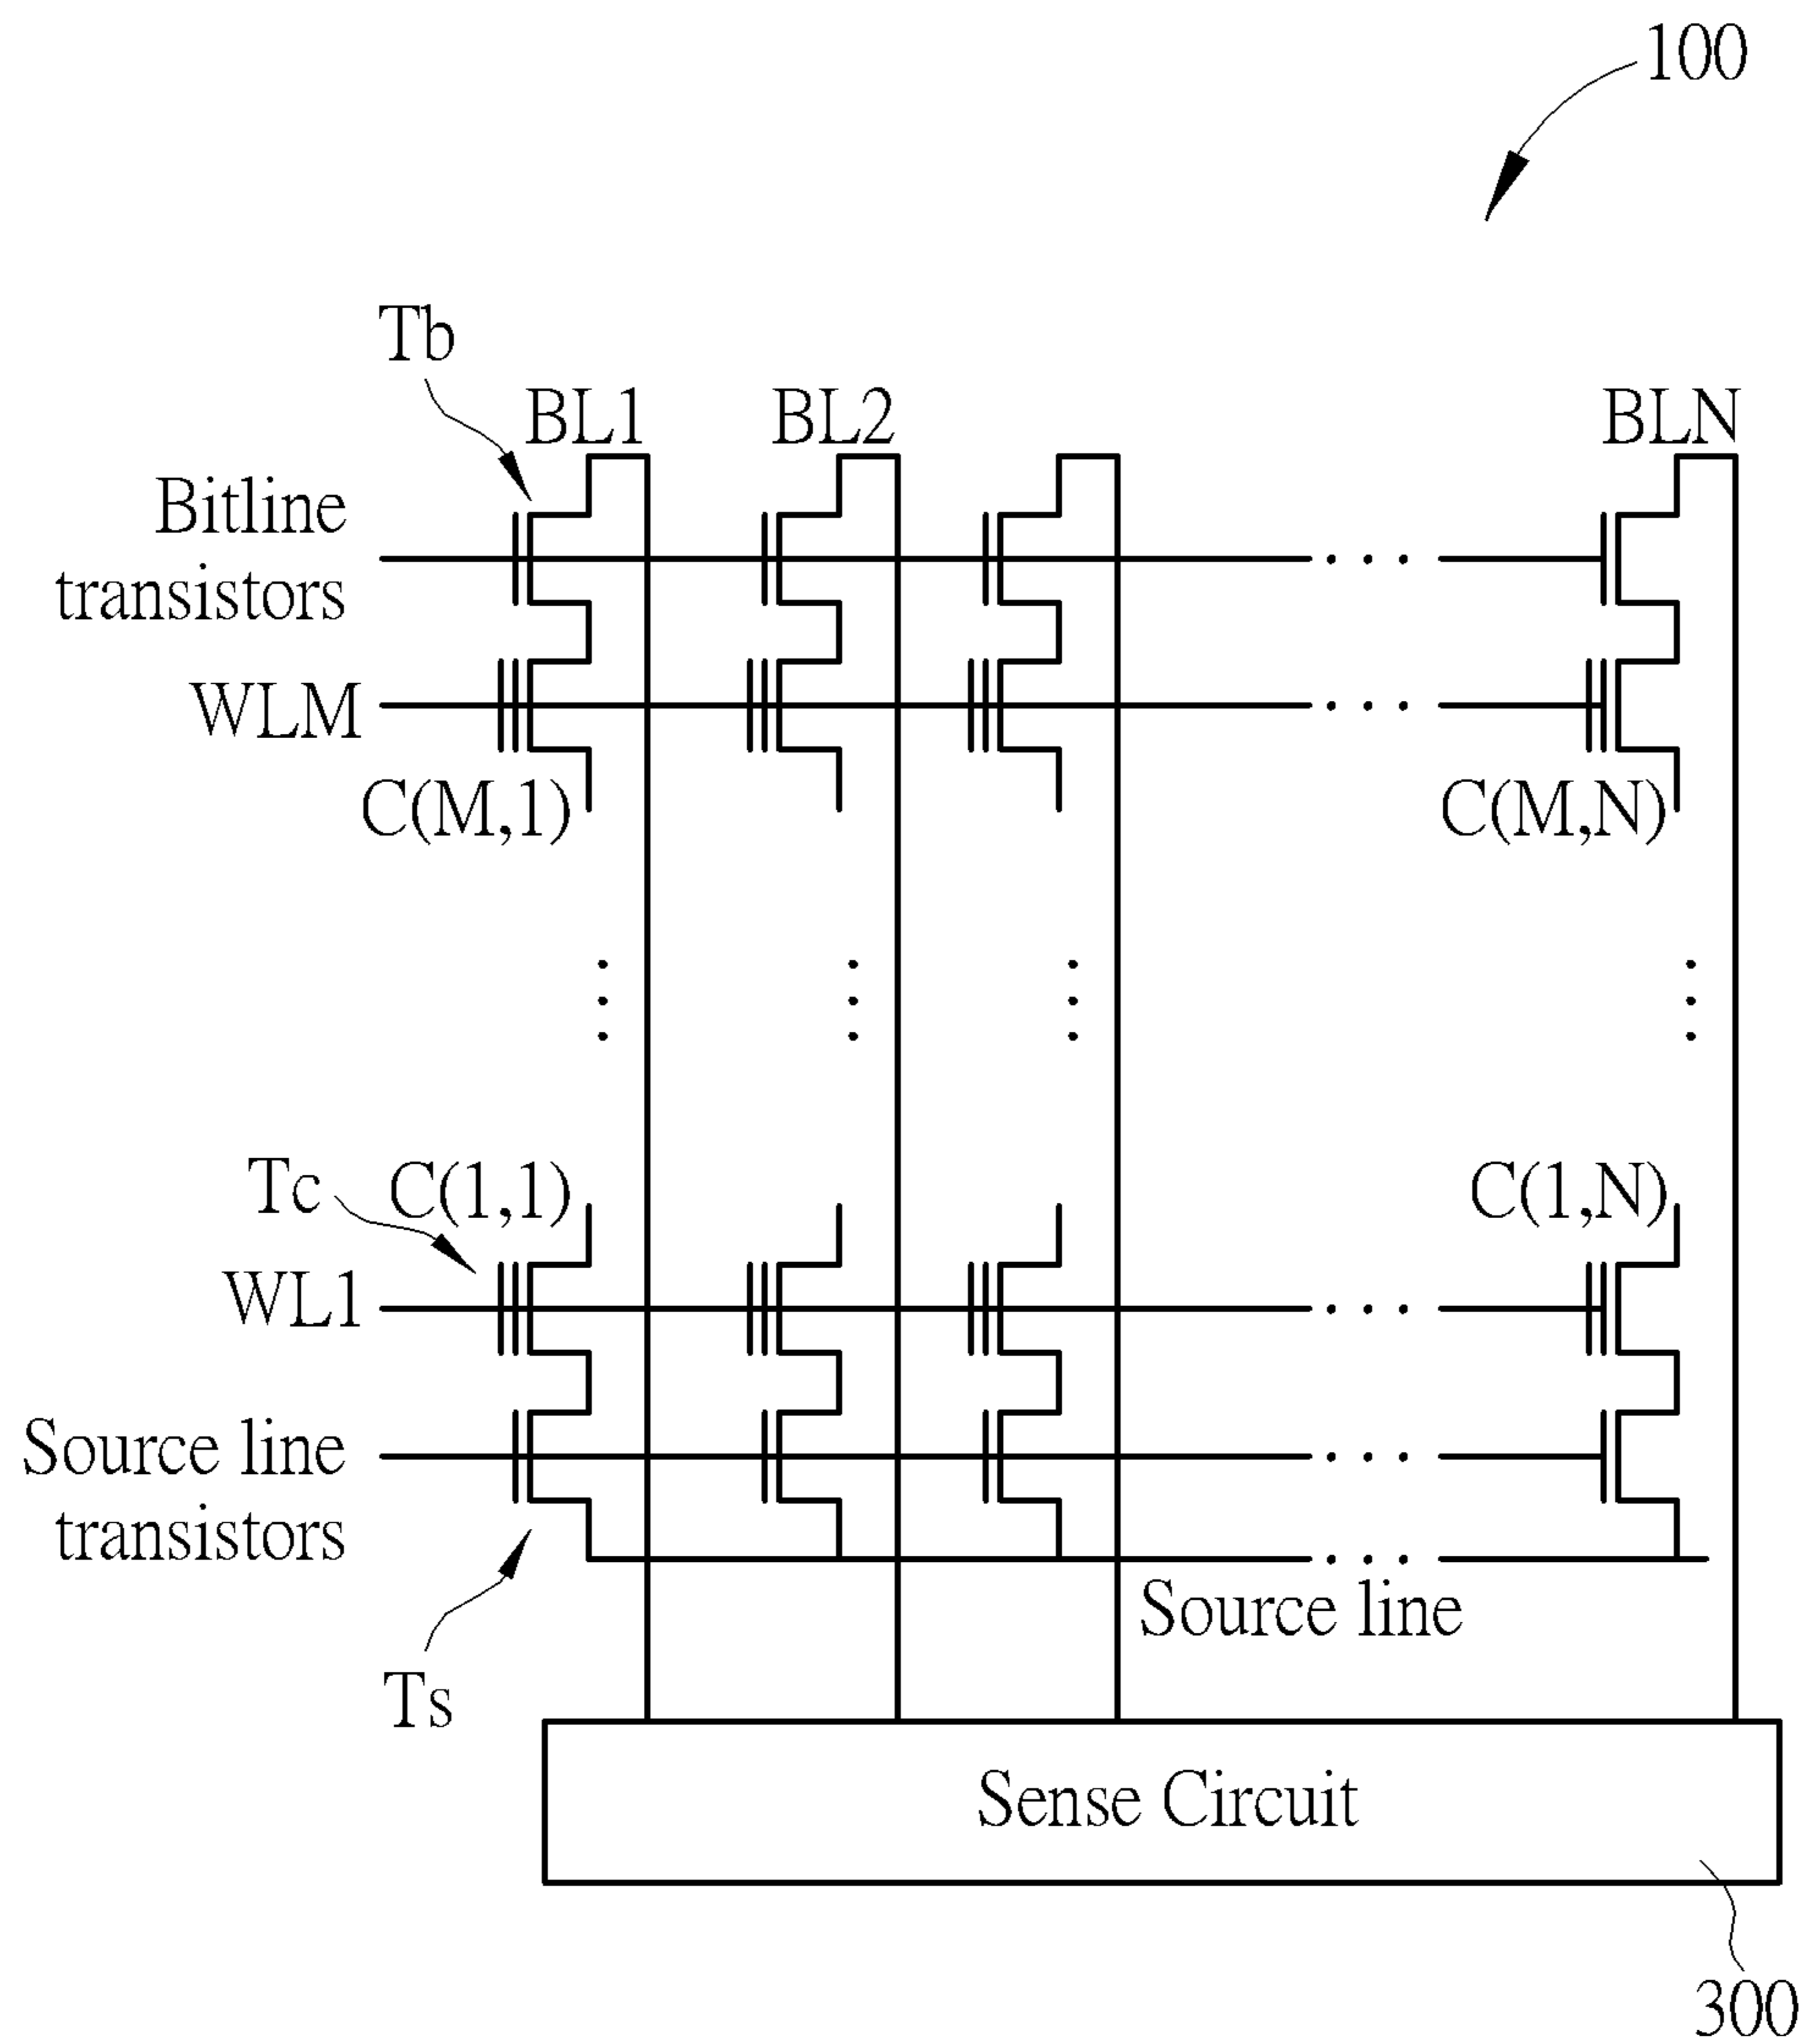 100
Tb
BL1
BL2
BLN
Bitline
transistors
WLM
C(M,1)
C(M,N)
Tc
C(1,1)
C(1,N)
WL1
Source line
transistors
Source line
Ts
Sense Circuit
300